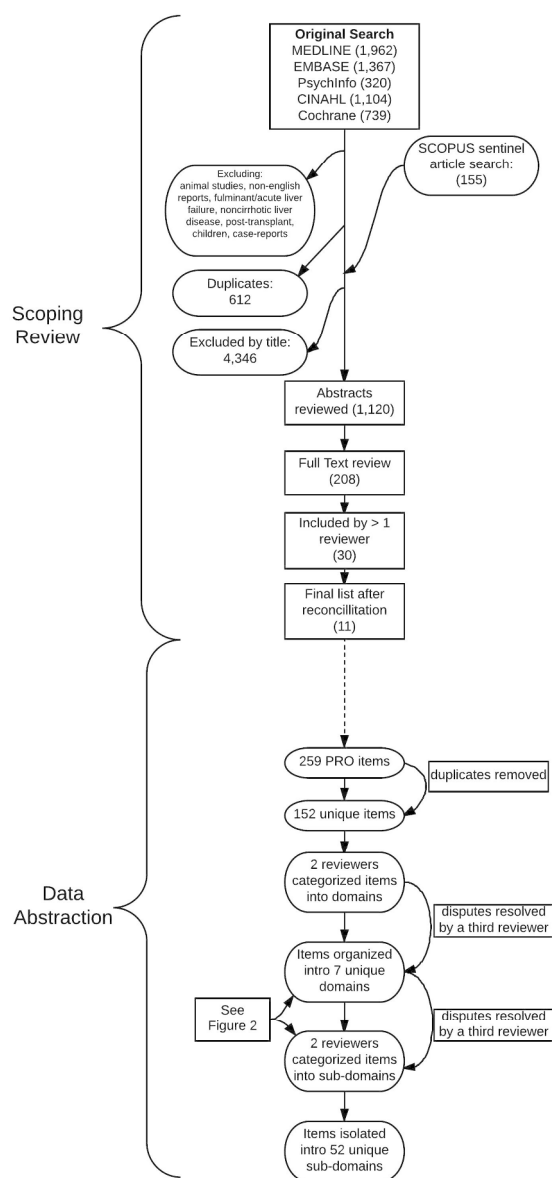 Original Search
MEDLINE (1,962)
EMBASE (1,367)
PsychInfo (320)
CINAHL (1,104)
Cochrane (739)
SCOPUS sentinel
article search:
(155)
Excluding:
animal studies, non-english
reports, fulminant/acute liver
failure, noncirrhotic liver
disease, post-transplant,
children, case-reports
Duplicates:
612
Excluded by title:
4,346
Scoping
Review
Abstracts
reviewed (1,120)
Full Text review
(208)
Included by > 1
reviewer
(30)
Final list after
reconcillitation
(11)
259 PRO items
duplicates removed
152 unique items
2 reviewers
categorized items
into domains
Data
Abstraction
disputes resolved
by a third reviewer
Items organized
intro 7 unique
domains
See
Figure 2
disputes resolved
by a third reviewer
2 reviewers
categorized items
into sub-domains
Items isolated
intro 52 unique
sub-domains